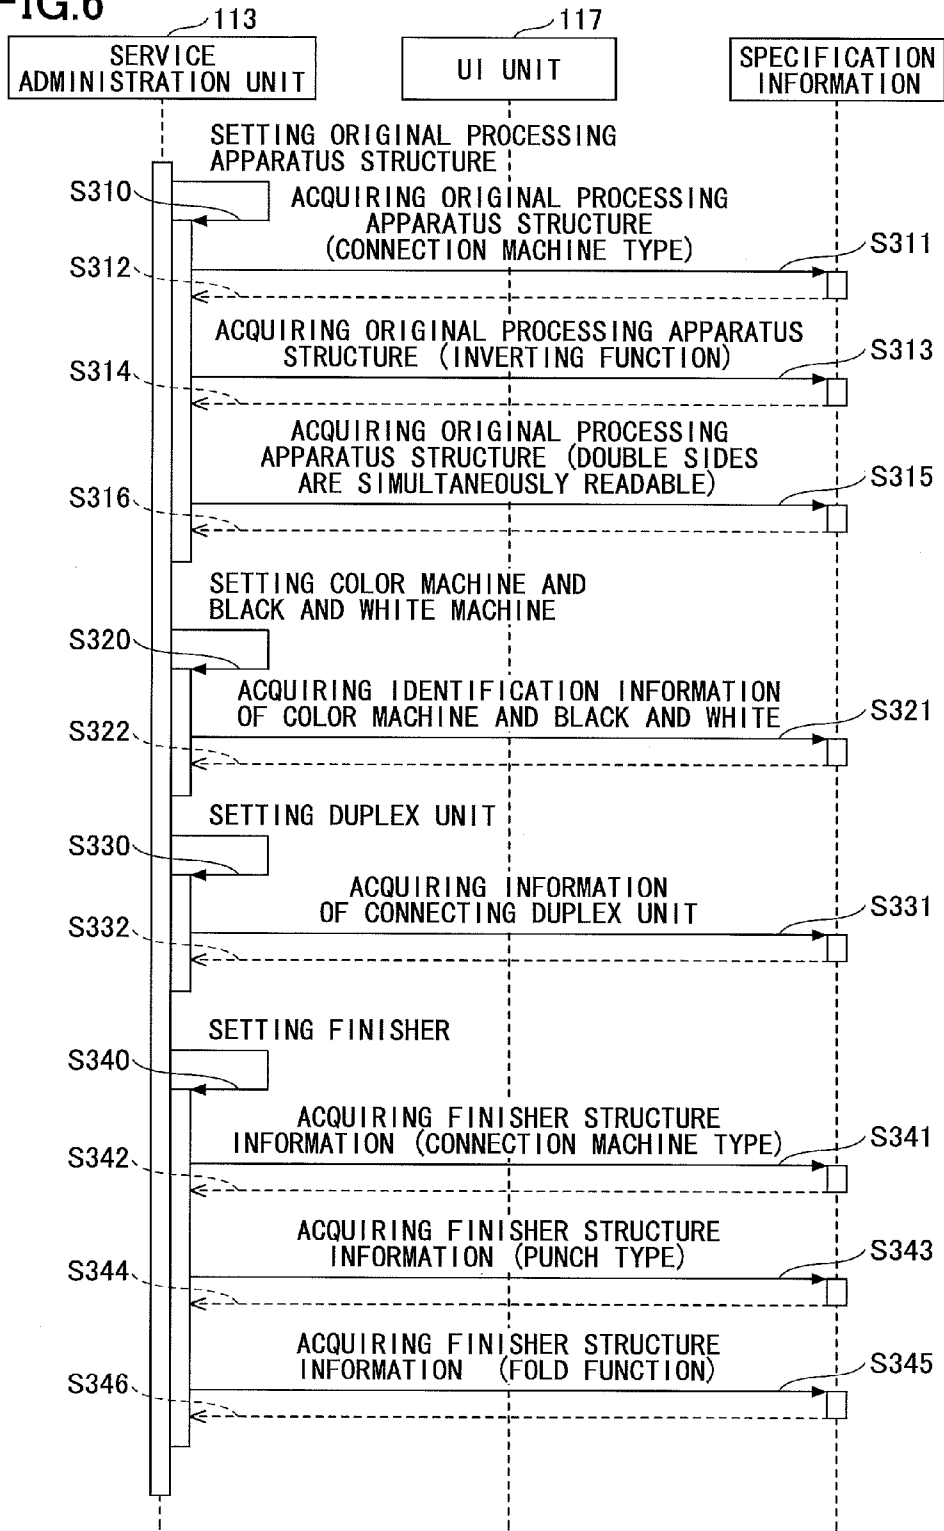 FIG.6
113
117
SERVICE
ADMINISTRATION UNIT
UI UNIT
SPECIFICATION
INFORMATION
SETTING ORIGINAL PROCESSING
APPARATUS STRUCTURE
S310
ACQUIRING ORIGINAL PROCESSING
APPARATUS STRUCTURE
(CONNECTION MACHINE TYPE)
S311
S312
ACQUIRING ORIGINAL PROCESSING APPARATUS
STRUCTURE (INVERTING FUNCTION)
S313
S314
ACQUIRING ORIGINAL PROCESSING
APPARATUS STRUCTURE (DOUBLE SIDES
ARE SIMULTANEOUSLY READABLE)
S315
S316
SETTING COLOR MACHINE AND
BLACK AND WHITE MACHINE
S320
ACQUIRING IDENTIFICATION INFORMATION
OF COLOR MACHINE AND BLACK AND WHITE
S321
S322
SETTING DUPLEX UNIT
S330
ACQUIRING INFORMATION
OF CONNECTING DUPLEX UNIT
S331
S332
SETTING FINISHER
S340
ACQUIRING FINISHER STRUCTURE
INFORMATION (CONNECTION MACHINE TYPE)
S341
S342
ACQUIRING FINISHER STRUCTURE
INFORMATION (PUNCH TYPE)
S343
S344
ACQUIRING FINISHER STRUCTURE
INFORMATION (FOLD FUNCTION)
S345
S346